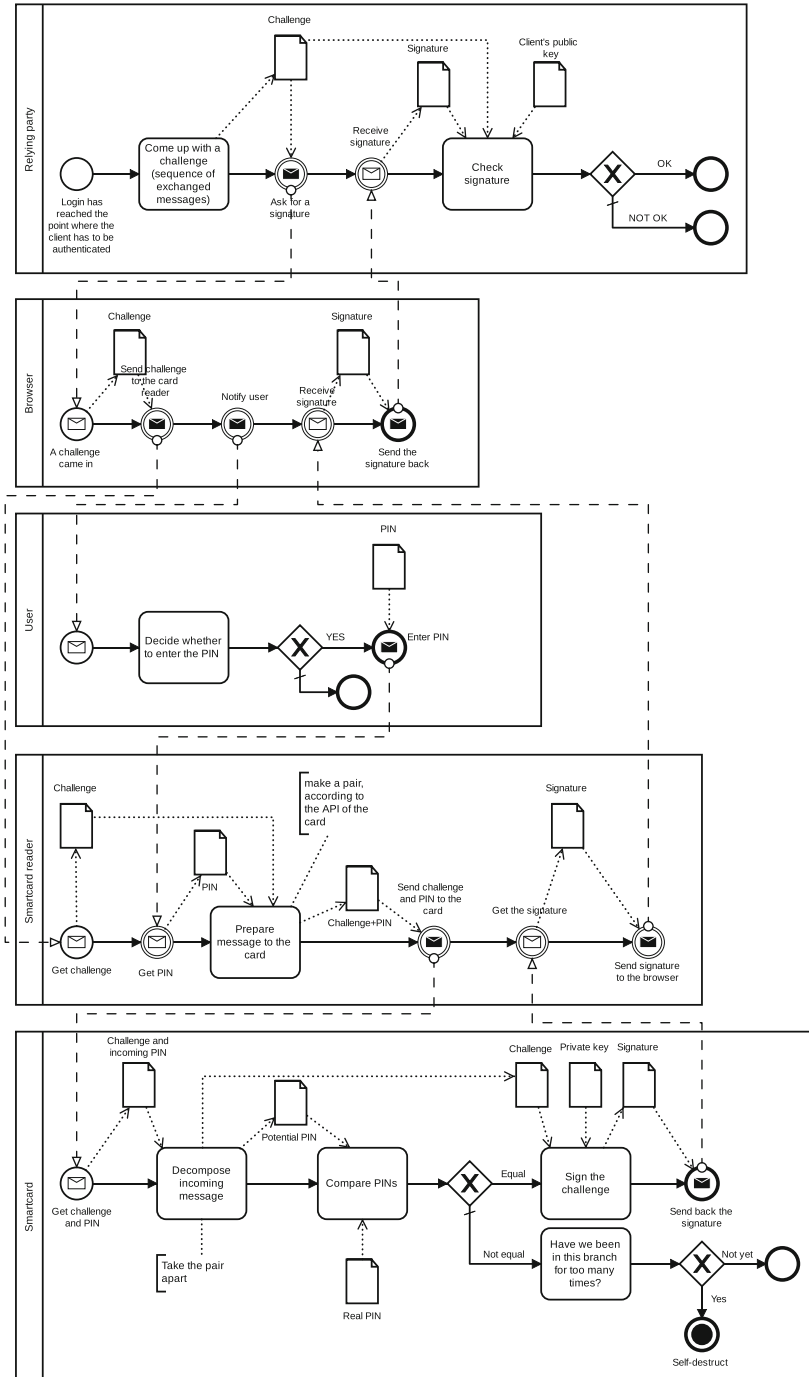 Relying party
Challenge
Signature
Client's public
key
Come up with a
challenge
(sequence of
exchanged
messages)
Receive
signature
Check
signature
OK
NOT OK
Login has
reached the
point where the
client has to be
authenticated
Ask for a
signature
Browser
Challenge
Signature
Send challenge
to the card
reader
Notify user
Receive
signature
A challenge
came in
Send the
signature back
User
PIN
Decide whether
to enter the PIN
YES
Enter PIN
Smartcard reader
Challenge
make a pair,
according to
the API of the
card
Signature
PIN
Challenge+PIN
Send challenge
and PIN to the
card
Get the signature
Prepare
message to the
card
Get challenge
Get PIN
Send signature
to the browser
Smartcard
Challenge and
incoming PIN
Challenge
Private key
Signature
Potential PIN
Decompose
incoming
message
Compare PINs
Equal
Sign the
challenge
Get challenge
and PIN
Send back the
signature
Not equal
Have we been
in this branch
for too many
times?
Not yet
Take the pair
apart
Real PIN
Yes
Self-destruct